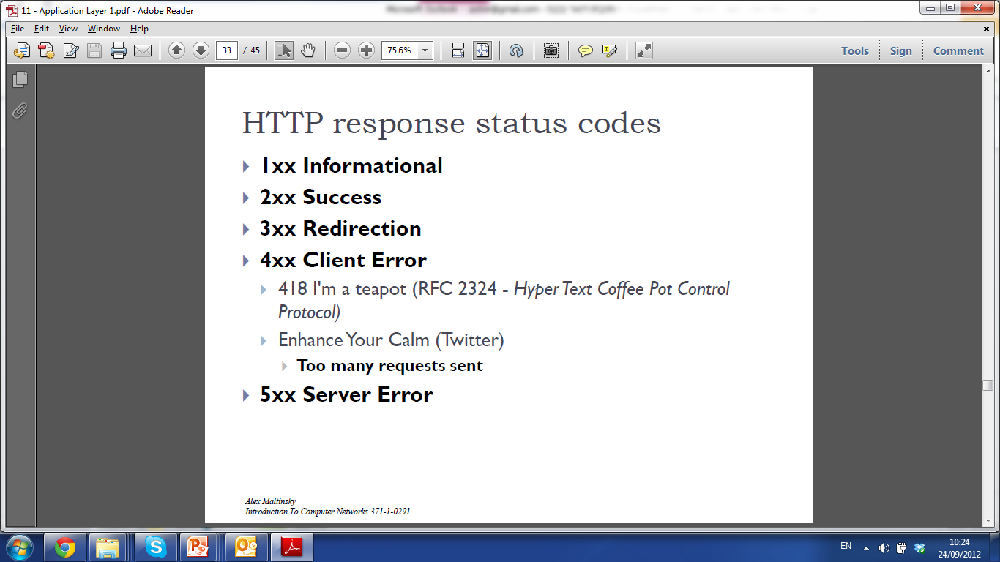 11 - Application Layer 1.pdf - Adobe Reader
File Edit View Window Help
33 / 45 75.6% Tools Sign Comment
HTTP response status codes
1xx Informational
2xx Success
3xx Redirection
4xx Client Error
418 I'm a teapot (RFC 2324 - Hyper Text Coffee Pot Control
Protocol)
Enhance Your Calm (Twitter)
Too many requests sent
5xx Server Error
Alex Maltinsky
Introduction To Computer Networks 371-1-0291
EN
10:24
24/09/2012